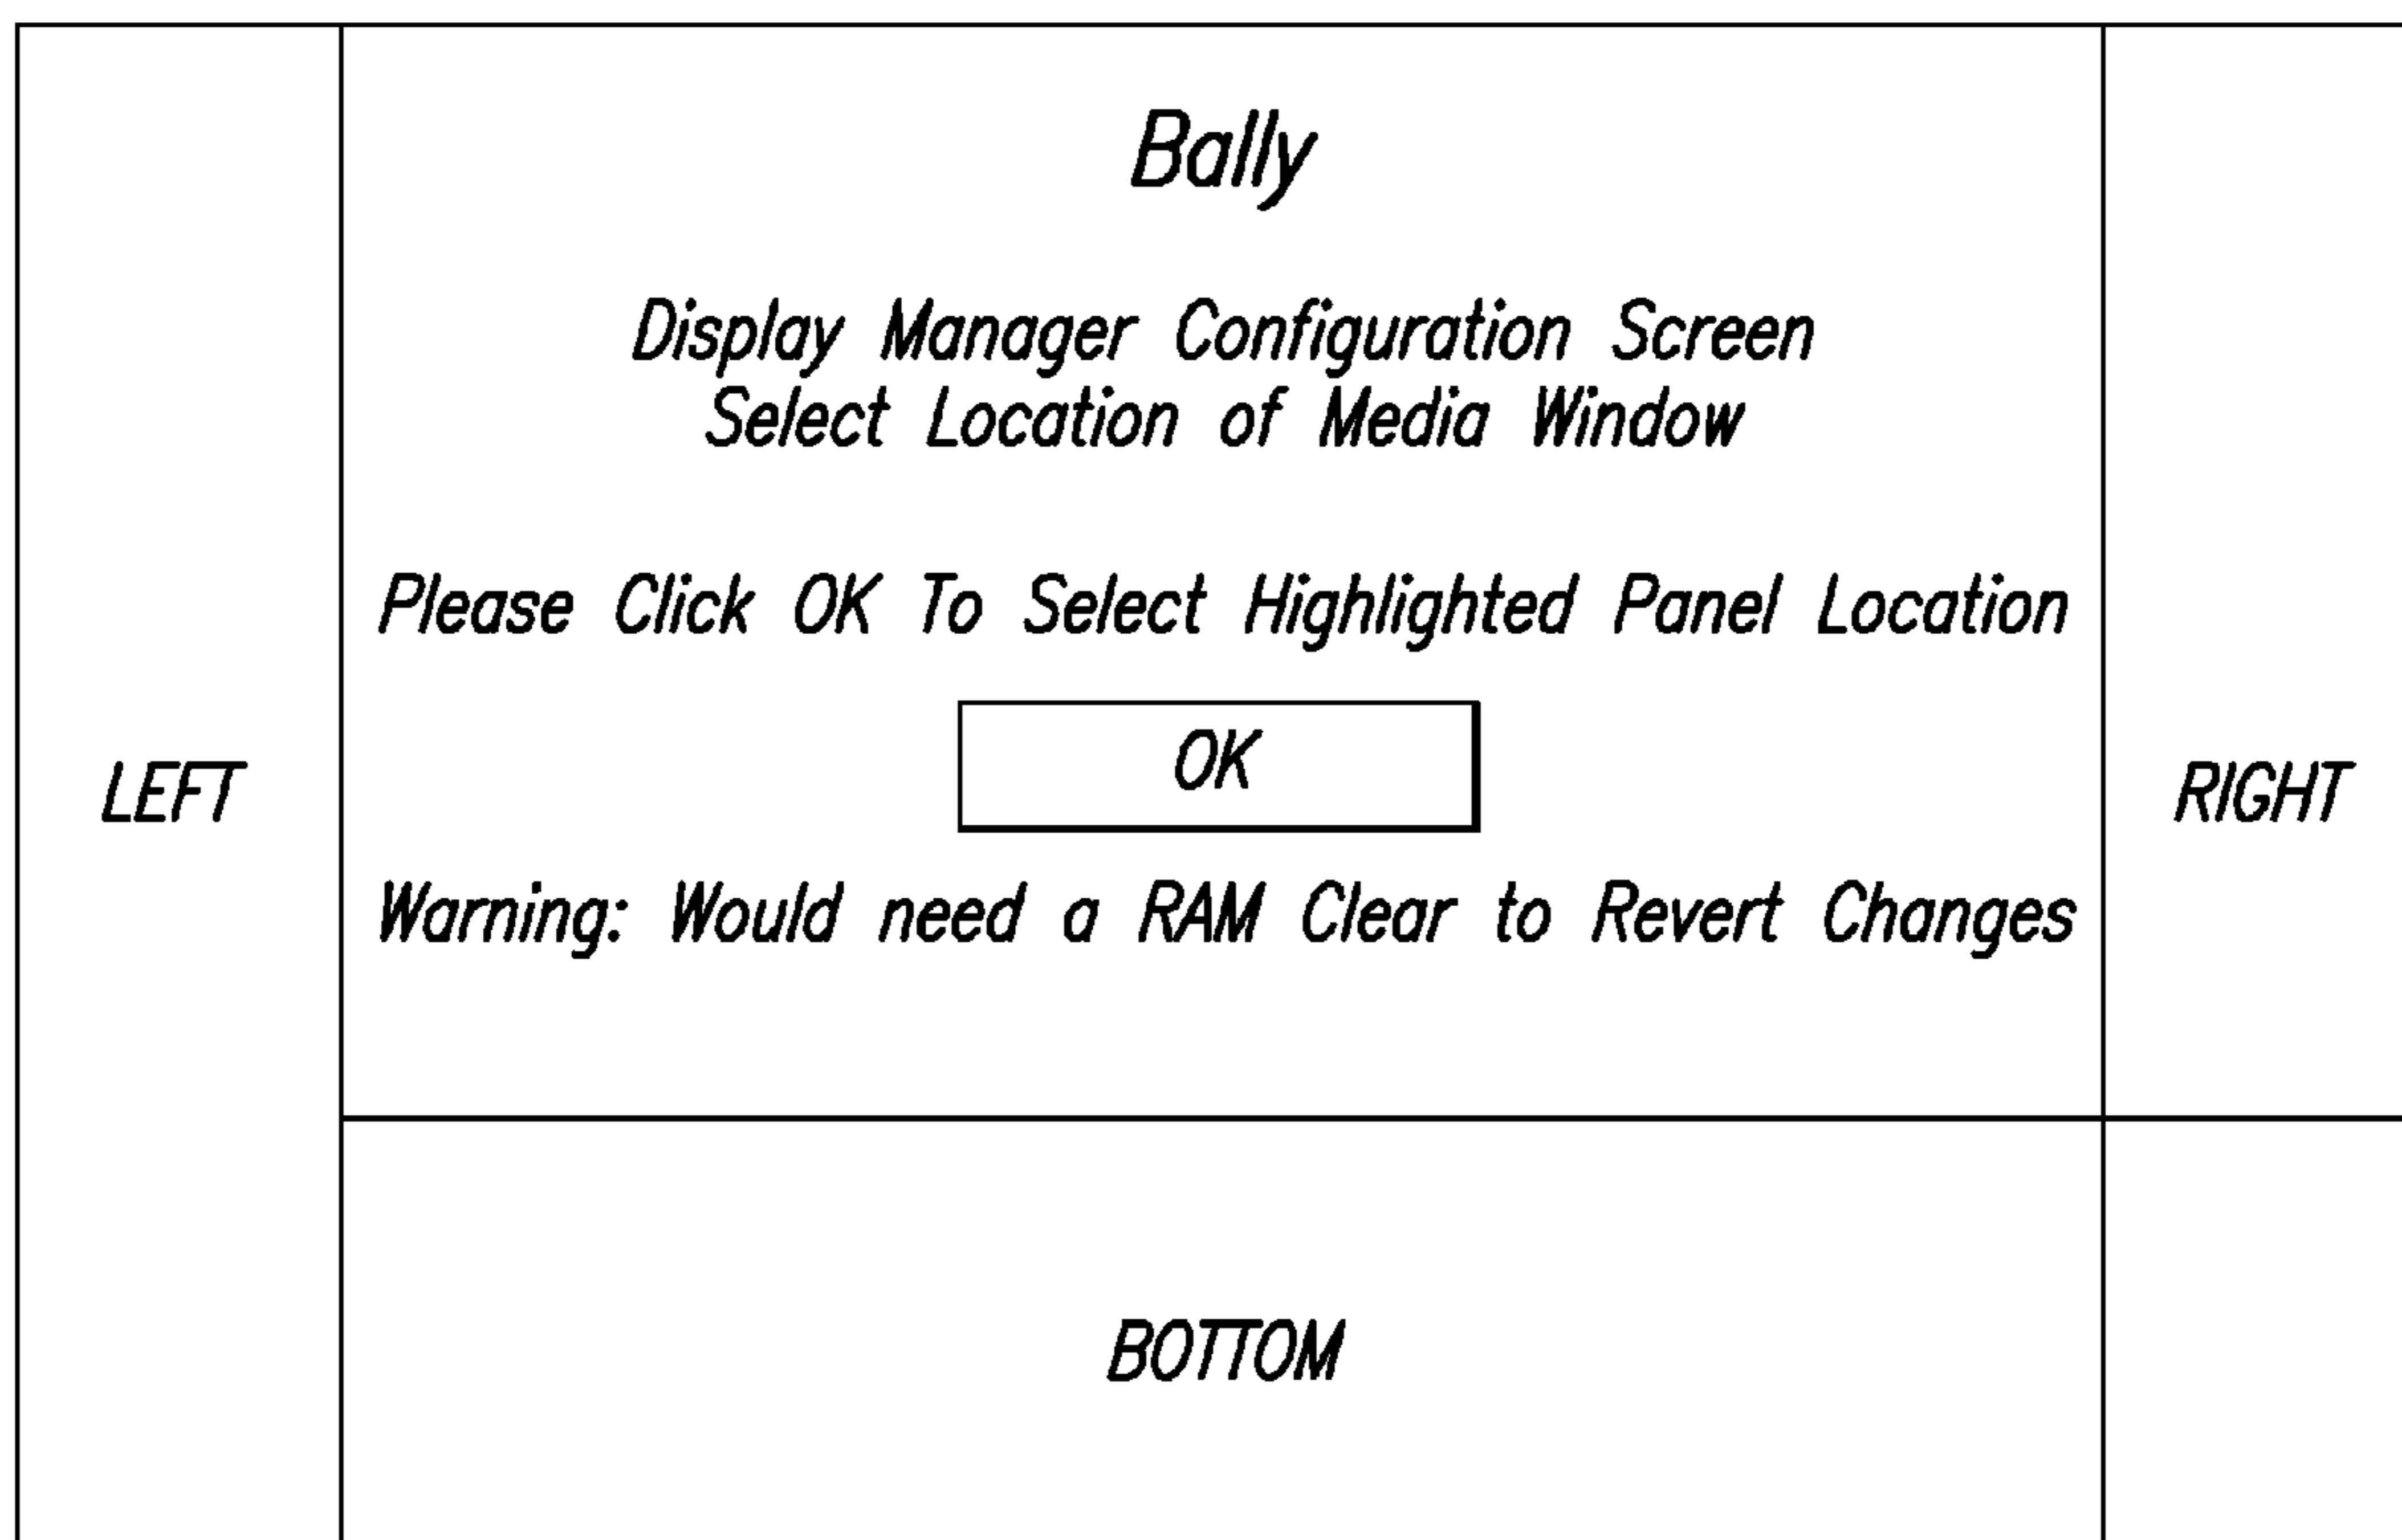 Bally
Display Manager Configuration Screen
Select Location of Media Window
Please Click OK To Select Highlighted Panel Location
OK
LEFT
RIGHT
Warning: Would need a RAM Clear to Revert Changes
BOTTOM